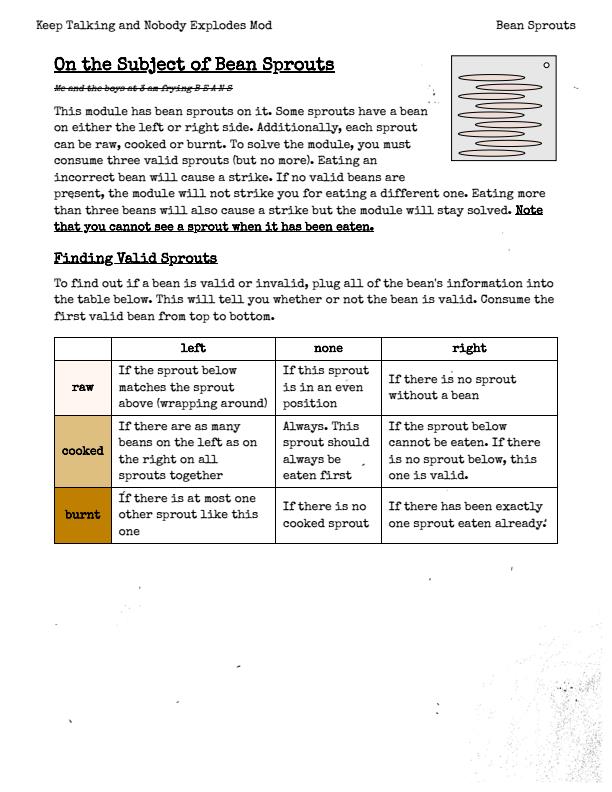 Keep Talking and Nobody Explodes Mod
Bean Sprouts
On the Subject of Bean Sprouts
Me and the boys at 3 am frying B E A N S
This module has bean sprouts on it. Some sprouts have a bean
on either the left or right side. Additionally, each sprout
can be raw, cooked or burnt. To solve the module, you must
consume three valid sprouts (but no more). Eating an
incorrect bean will cause a strike. If no valid beans are
present, the module will not strike you for eating a different one. Eating more
than three beans will also cause a strike but the module will stay solved. Note
that you cannot see a sprout when it has been eaten.
Finding Valid Sprouts
To find out if a bean is valid or invalid, plug all of the bean's information into
the table below. This will tell you whether or not the bean is valid. Consume the
first valid bean from top to bottom.
left
none
right
raw
If the sprout below
matches the sprout
above (wrapping around)
If this sprout
is in an even
position
If there is no sprout
without a bean
cooked
If there are as many
beans on the left as on
the right on all
sprouts together
Always. This
sprout should
always be
eaten first
If the sprout below
cannot be eaten. If there
is no sprout below, this
one is valid.
burnt
If there is at most one
other sprout like this
one
If there is no
cooked sprout
If there has been exactly
one sprout eaten already.